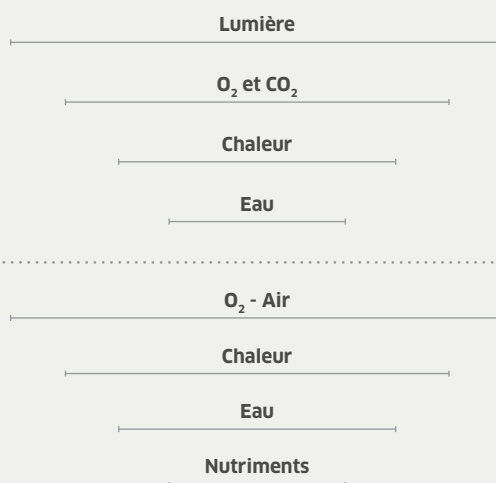 Lumière
O₂ et CO₂
Chaleur
Eau
O₂ - Air
Chaleur
Eau
Nutriments